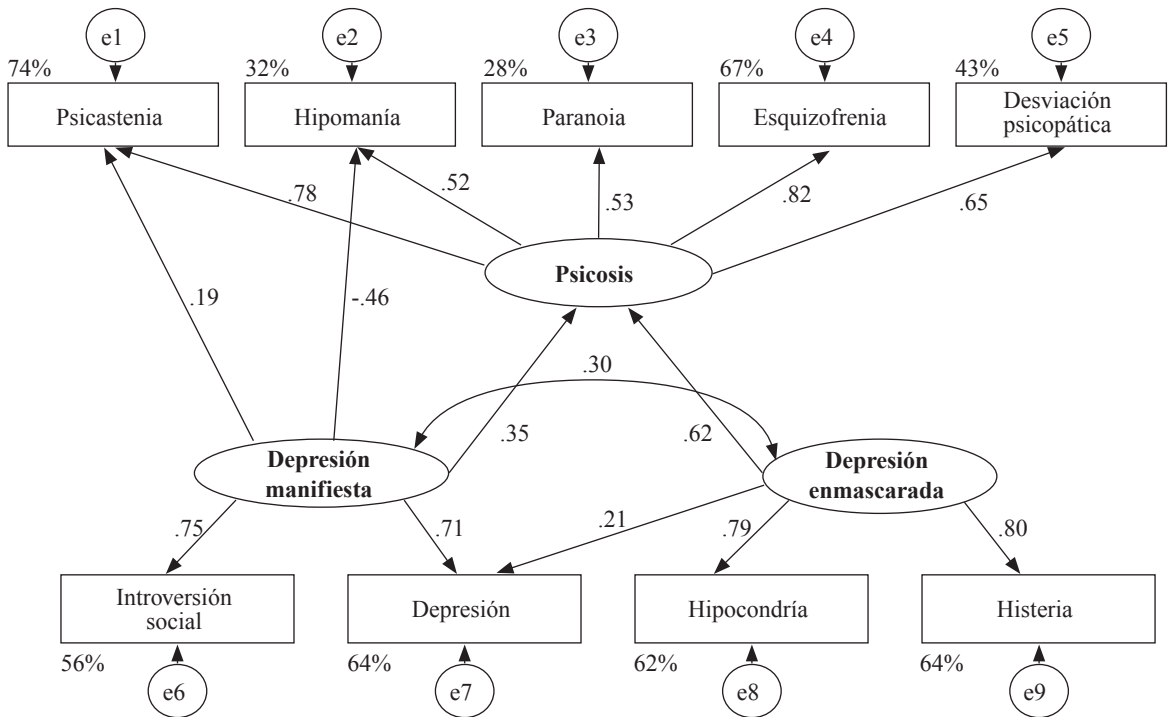 e1
e2
e3
e4
e5
74%
32%
28%
67%
43%
Psicastenia
Hipomanía
Paranoia
Esquizofrenia
Desviación
psicopática
.78
.52
.53
.82
.65
Psicosis
.19
-.46
.30
.35
.62
Depresión
manifiesta
Depresión
enmascarada
.75
.71
.21
.79
.80
Introversión
social
Depresión
Hipocondría
Histeria
56%
64%
62%
64%
e6
e7
e8
e9